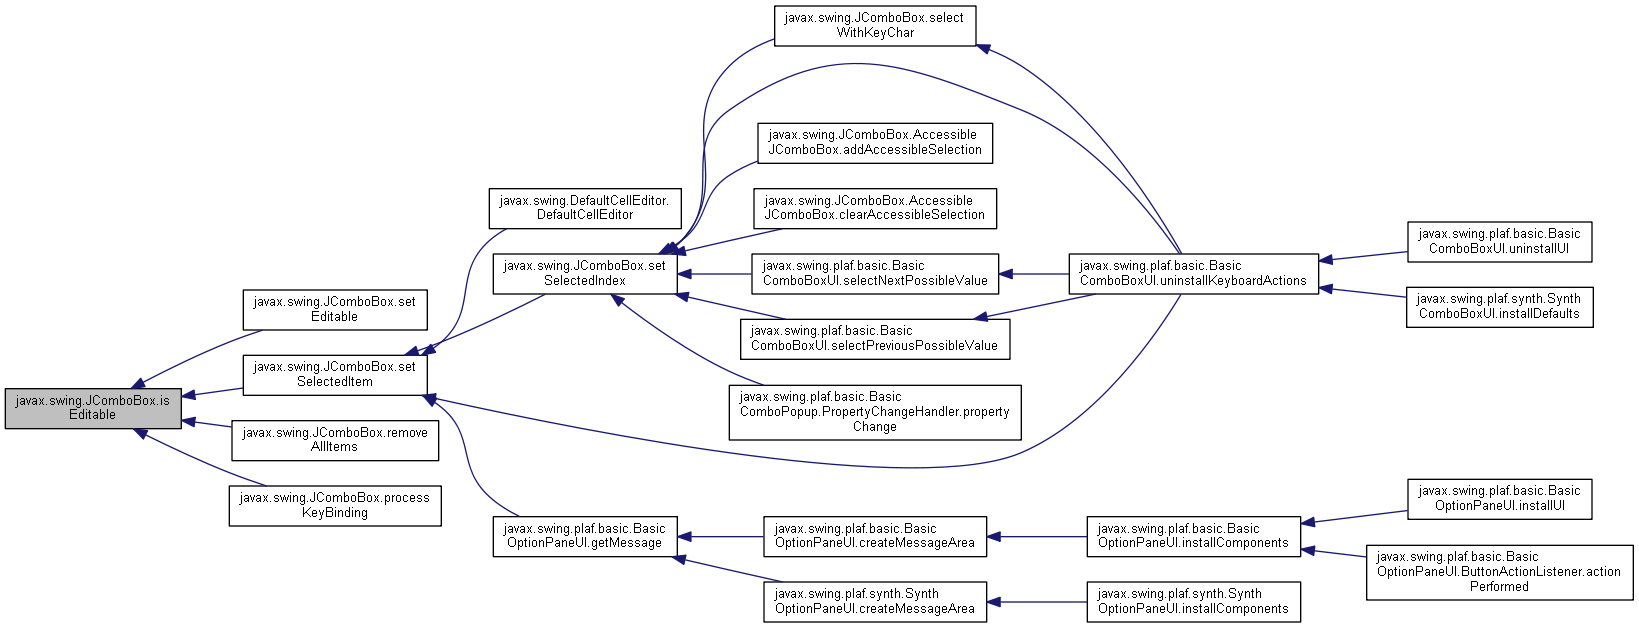 javax.swing.JComboBox.is
Editable
javax.swing.JComboBox.set
Editable
javax.swing.JComboBox.set
SelectedItem
javax.swing.JComboBox.remove
AllItems
javax.swing.JComboBox.process
KeyBinding
javax.swing.DefaultCellEditor.
DefaultCellEditor
javax.swing.JComboBox.set
SelectedIndex
javax.swing.plaf.basic.Basic
OptionPaneUI.getMessage
javax.swing.JComboBox.select
WithKeyChar
javax.swing.JComboBox.Accessible
JComboBox.addAccessibleSelection
javax.swing.JComboBox.Accessible
JComboBox.clearAccessibleSelection
javax.swing.plaf.basic.Basic
ComboBoxUI.selectNextPossibleValue
javax.swing.plaf.basic.Basic
ComboBoxUI.selectPreviousPossibleValue
javax.swing.plaf.basic.Basic
ComboPopup.PropertyChangeHandler.property
Change
javax.swing.plaf.basic.Basic
OptionPaneUI.createMessageArea
javax.swing.plaf.synth.Synth
OptionPaneUI.createMessageArea
javax.swing.plaf.basic.Basic
ComboBoxUI.uninstallKeyboardActions
javax.swing.plaf.basic.Basic
OptionPaneUI.installComponents
javax.swing.plaf.synth.Synth
OptionPaneUI.installComponents
javax.swing.plaf.basic.Basic
ComboBoxUI.uninstallUI
javax.swing.plaf.synth.Synth
ComboBoxUI.installDefaults
javax.swing.plaf.basic.Basic
OptionPaneUI.installUI
javax.swing.plaf.basic.Basic
OptionPaneUI.ButtonActionListener.action
Performed